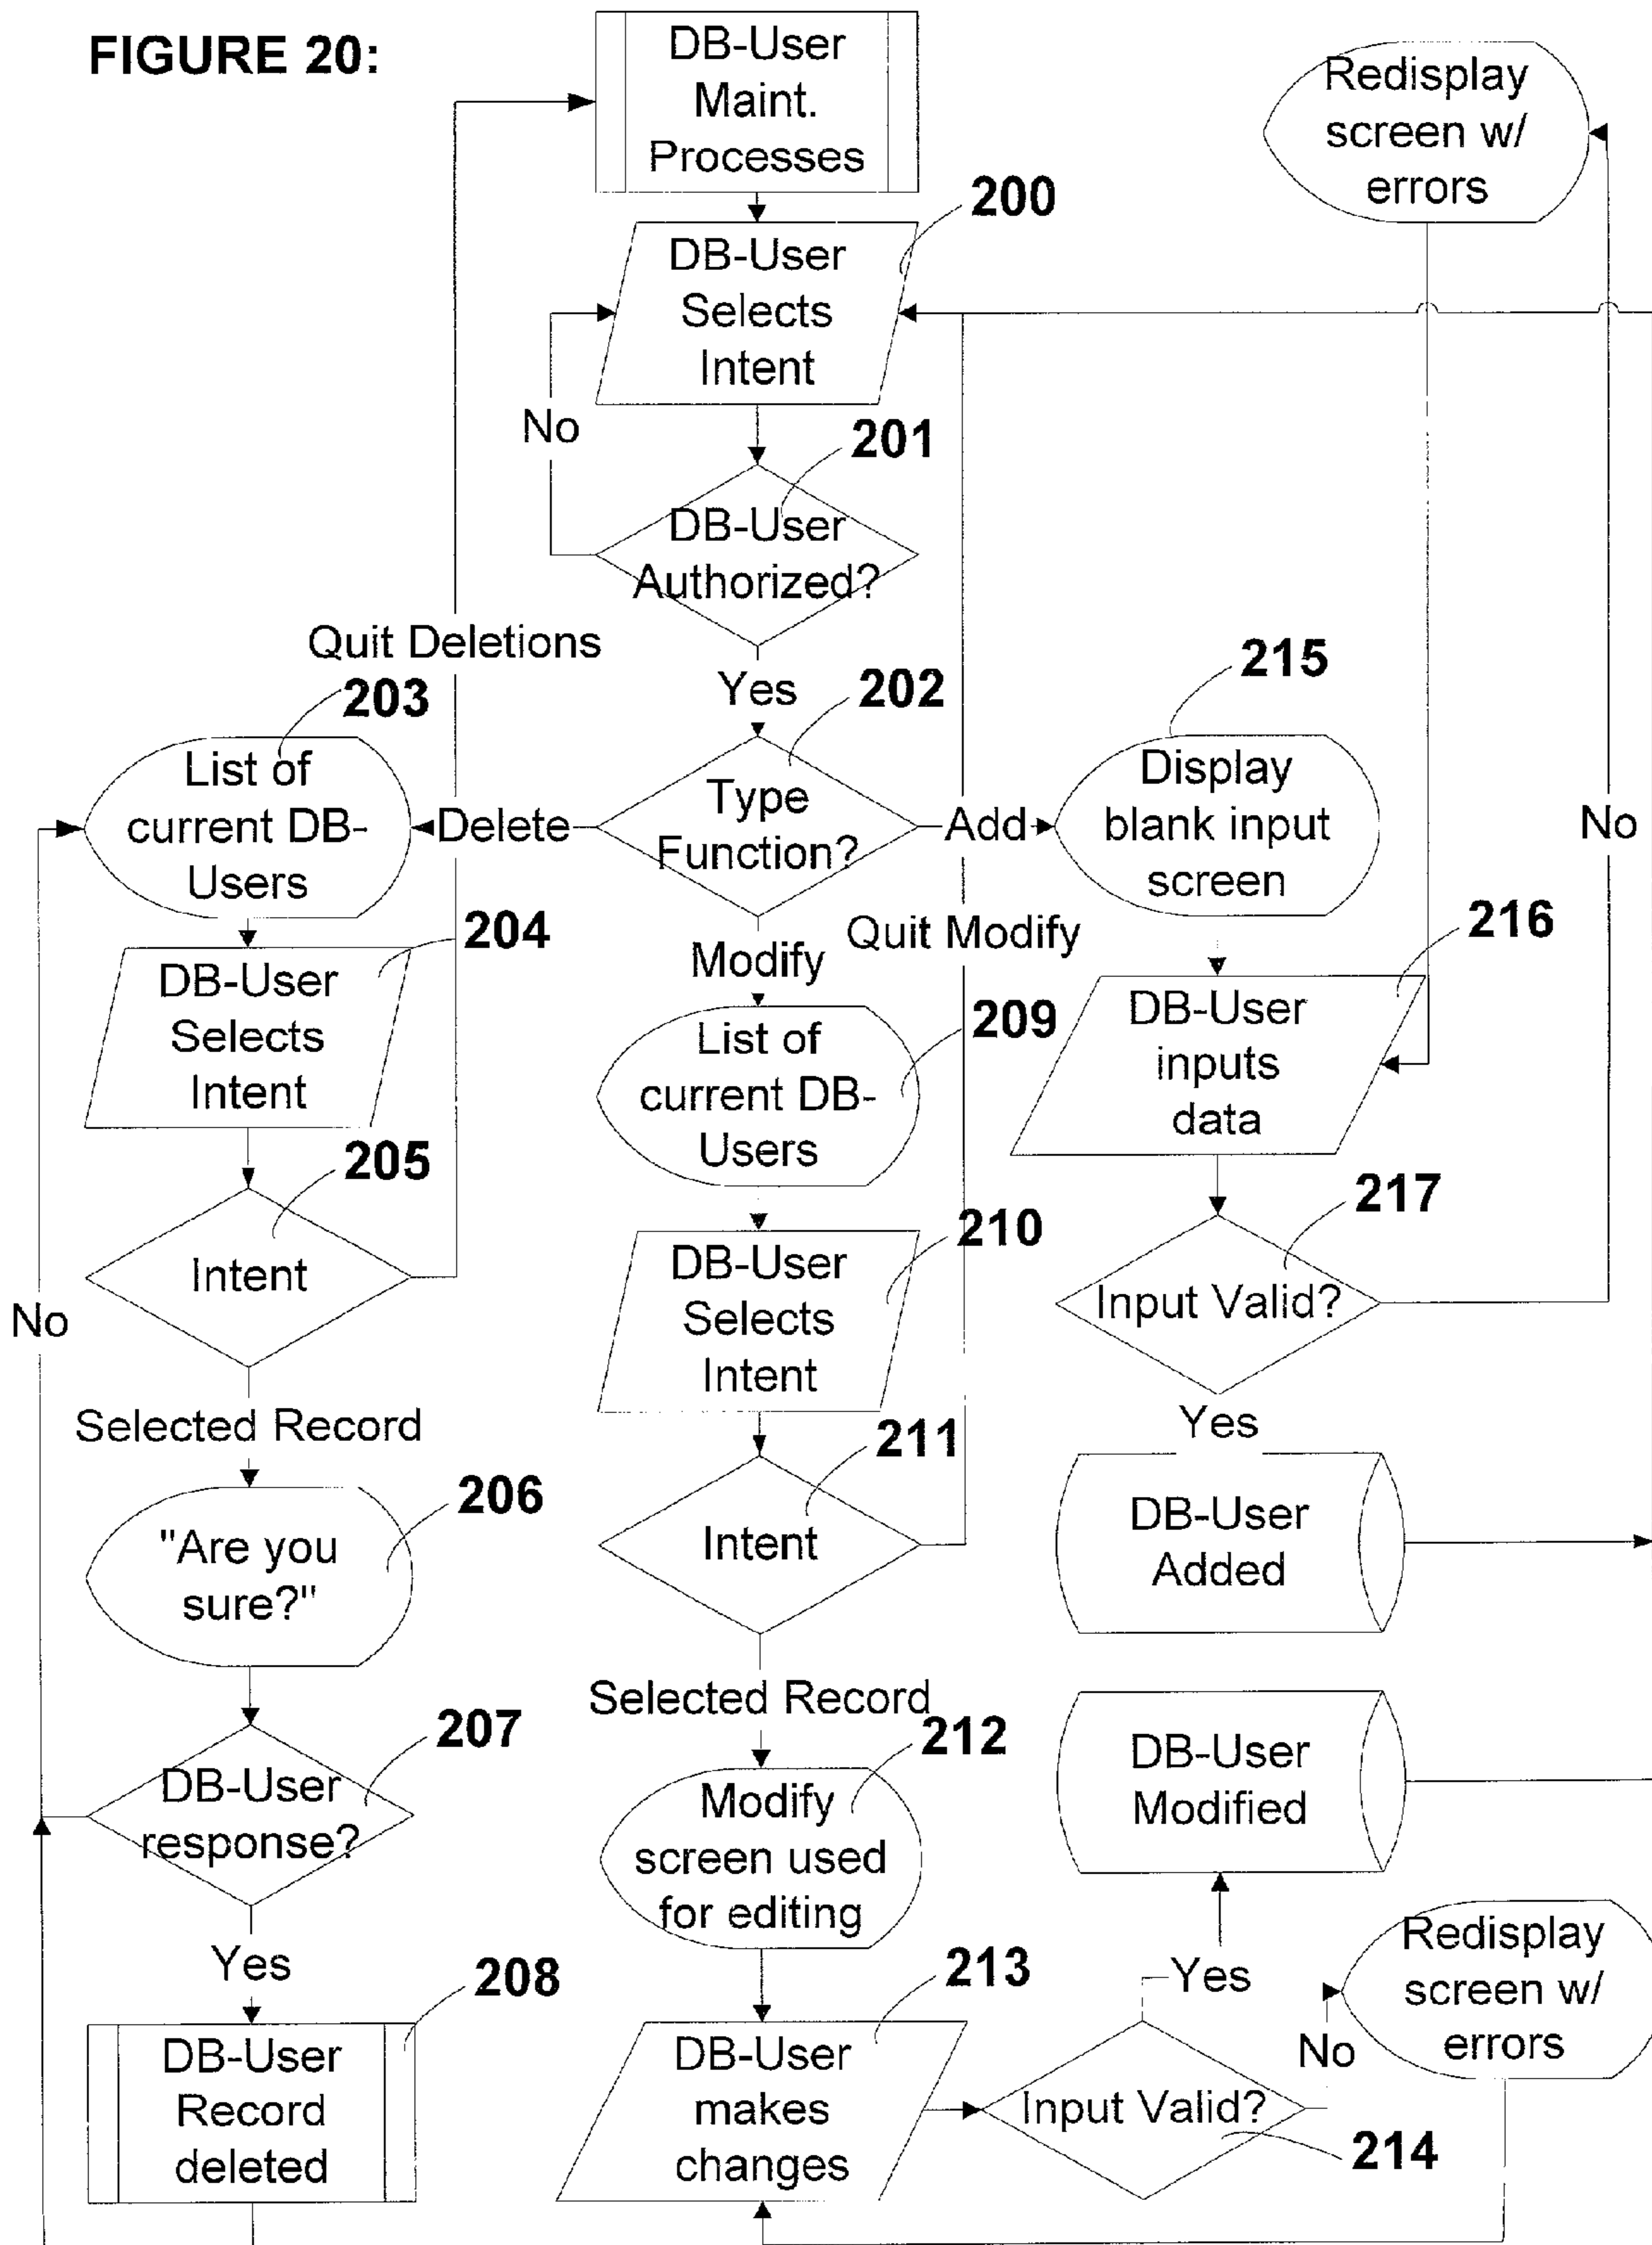 FIGURE 20:
DB-User
Maint.
Processes
Redisplay
screen w/
errors
200
DB-User
Selects
Intent
No
201
DB-User
Authorized?
Quit Deletions
Yes
203
202
215
List of
current DB-
Users
Delete
Type
Function?
Add
Display
blank input
screen
No
204
DB-User
Selects
Intent
Modify
Quit Modify
216
209
List of
current DB-
Users
DB-User
inputs
data
205
Intent
No
210
DB-User
Selects
Intent
217
Input Valid?
Yes
Selected Record
211
Intent
206
"Are you
sure?"
DB-User
Added
Selected Record
212
207
DB-User
response?
Modify
screen used
for editing
DB-User
Modified
Yes
208
DB-User
Record
deleted
213
DB-User
makes
changes
Yes
Input Valid?
214
No
Redisplay
screen w/
errors